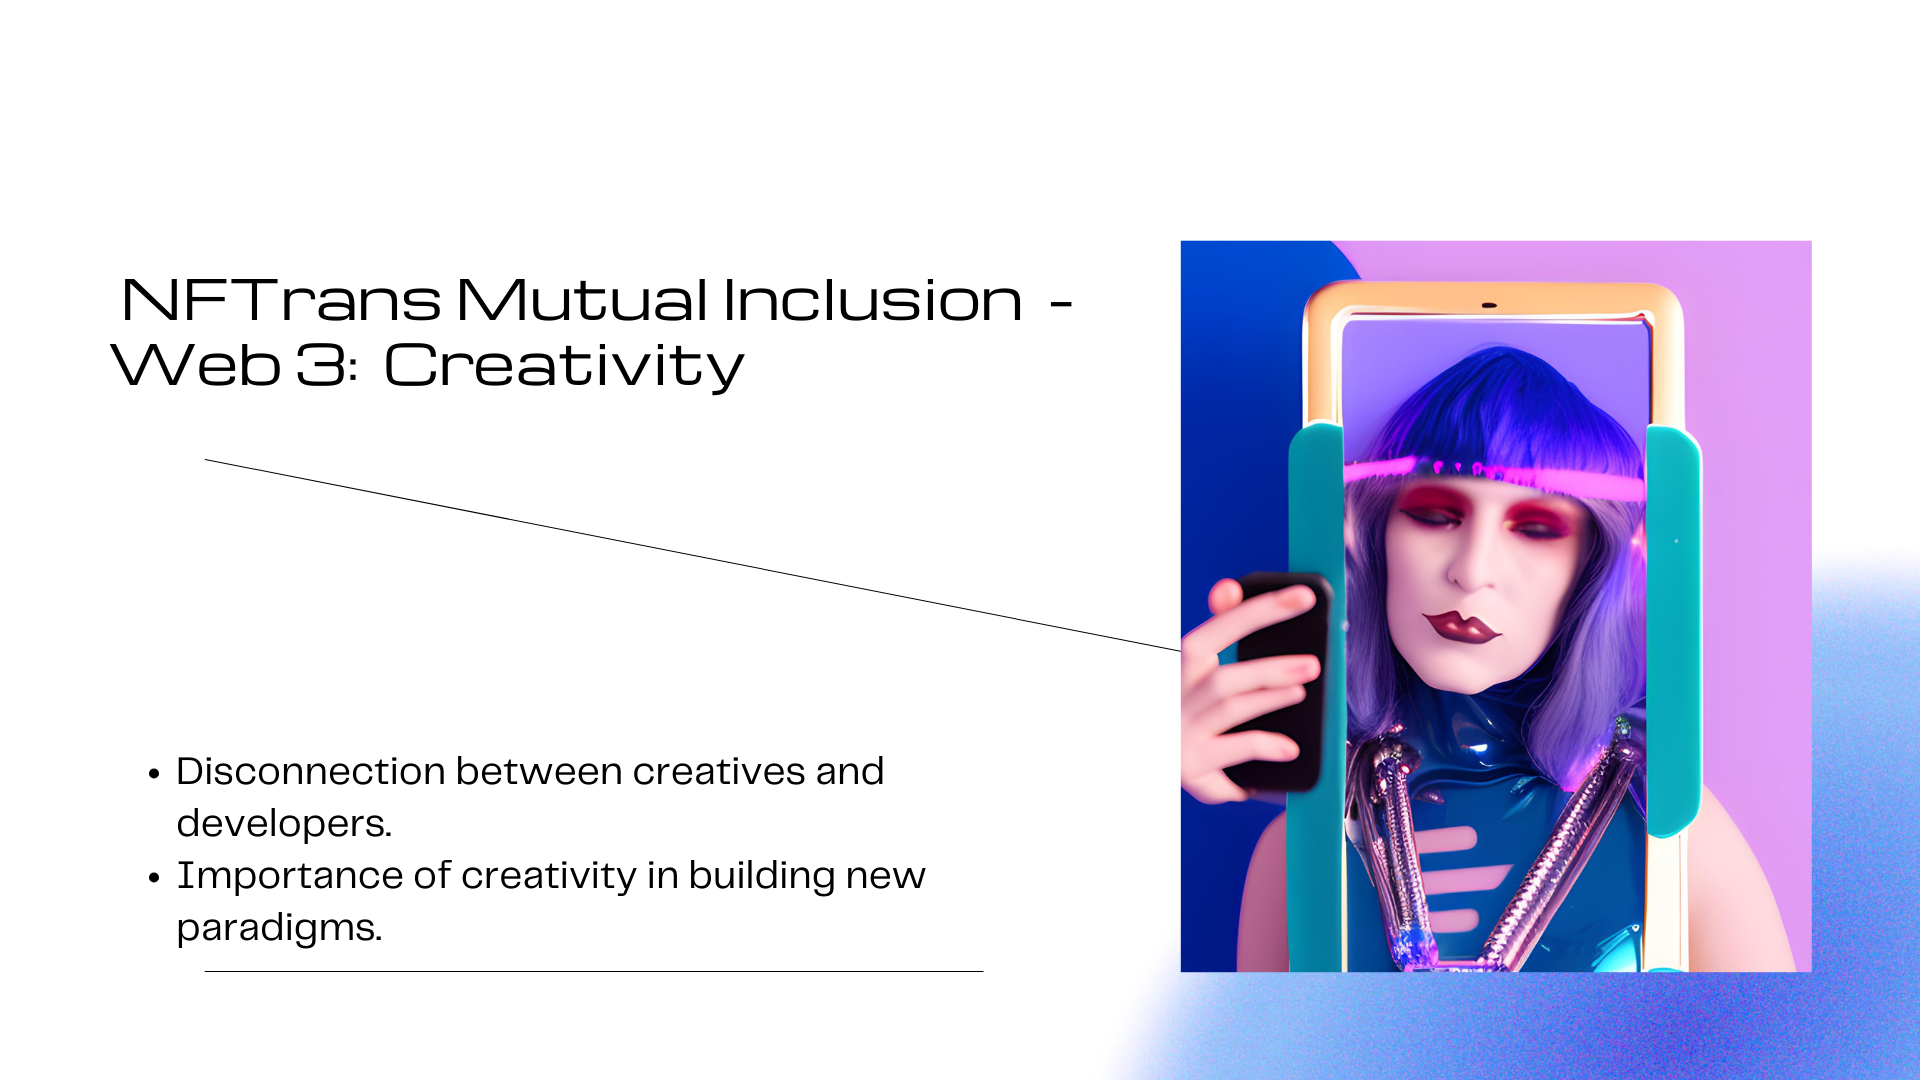 NFTrans Mutual Inclusion -
Web 3: Creativity
• Disconnection between creatives and
developers.
• Importance of creativity in building new
paradigms.